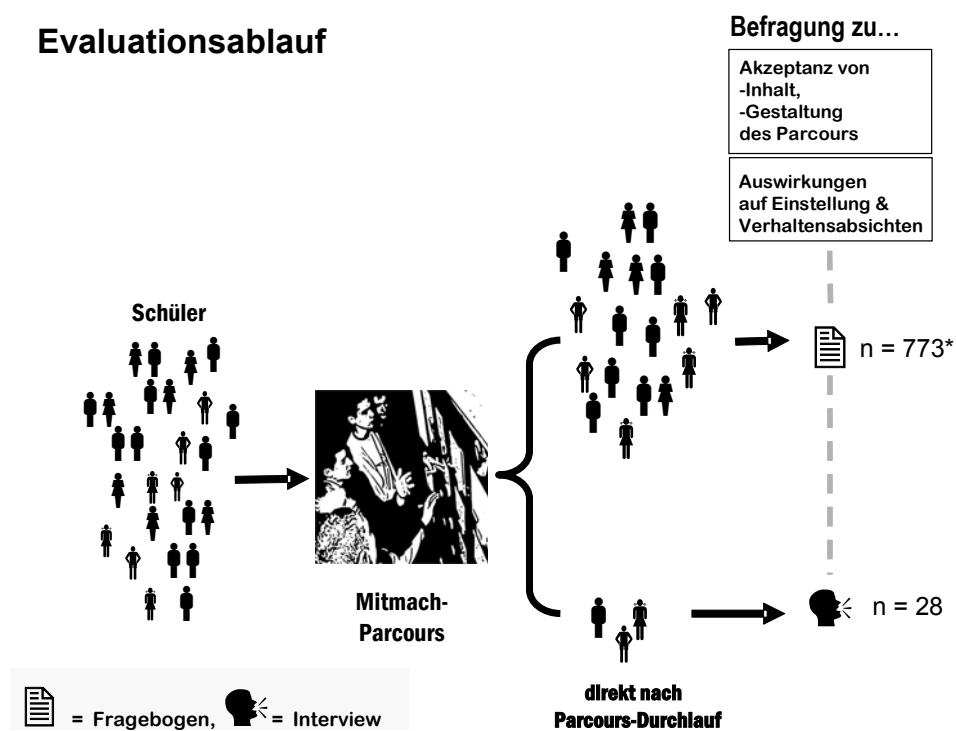 Evaluationsablauf
Befragung zu…
Akzeptanz von
-Inhalt,
-Gestaltung
des Parcours
Auswirkungen
auf Einstellung &
Verhaltensabsichten
Schüler
n = 773*
Mitmach-
Parcours
n = 28
direkt nach
Parcours-Durchlauf
= Fragebogen, = Interview